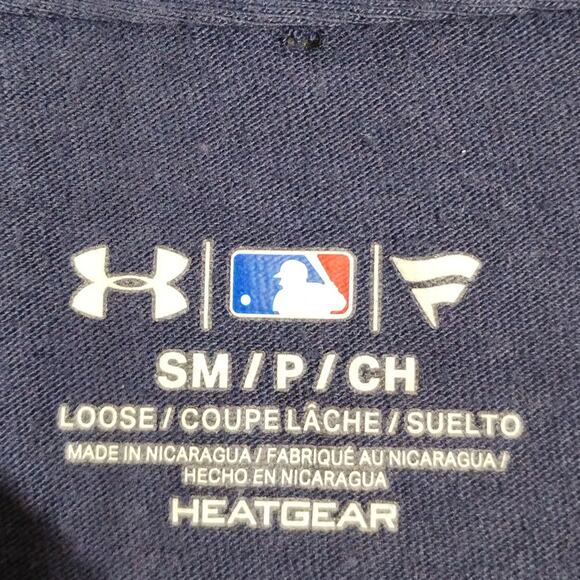 SM / P / CH
LOOSE / COUPE LÂCHE / SUELTO
MADE IN NICARAGUA / FABRIQUÉ AU NICARAGUA /
HECHO EN NICARAGUA
HEATGEAR